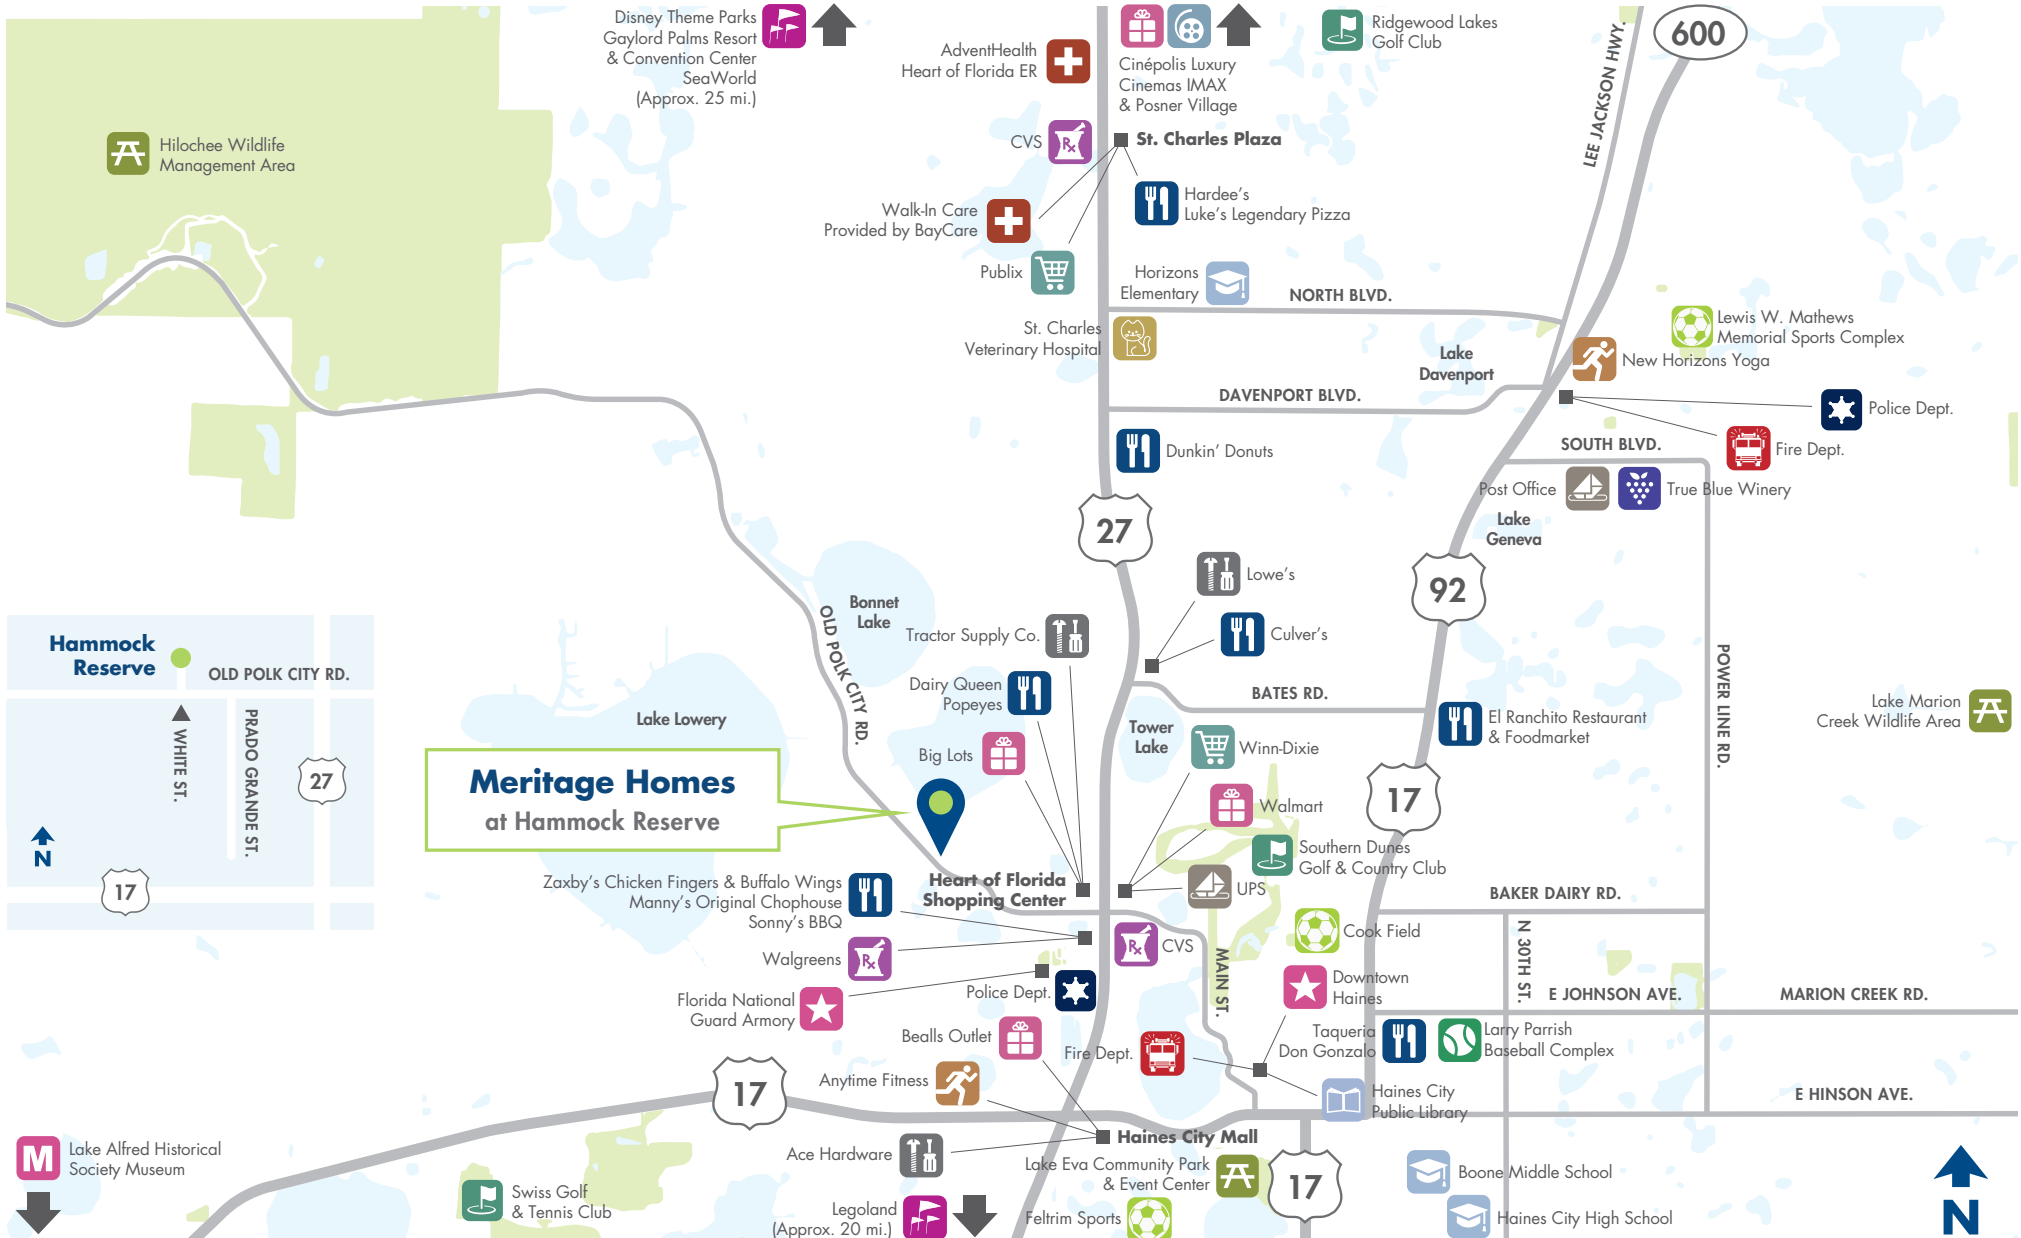 Disney Theme Parks
Gaylord Palms Resort
& Convention Center
SeaWorld
(Approx. 25 mi.)
AdventHealth
Heart of Florida ER
Cinépolis Luxury
Cinemas IMAX
& Posner Village
Ridgewood Lakes
Golf Club
LEE JACKSON HWY.
600
Hilochee Wildlife
Management Area
CVS
St. Charles Plaza
Hardee's
Luke's Legendary Pizza
Walk-In Care
Provided by BayCare
Publix
Horizons
Elementary
NORTH BLVD.
St. Charles
Veterinary Hospital
Lake
Davenport
Lewis W. Mathews
Memorial Sports Complex
New Horizons Yoga
DAVENPORT BLVD.
Police Dept.
Fire Dept.
Dunkin' Donuts
SOUTH BLVD.
Post Office
True Blue Winery
Lake
Geneva
27
92
Lowe's
Culver's
Bonnet
Lake
OLD POLK CITY RD.
Tractor Supply Co.
Dairy Queen
Popeyes
Big Lots
BATES RD.
Tower
Lake
Winn-Dixie
Walmart
El Ranchito Restaurant
& Foodmarket
POWER LINE RD.
Lake Marion
Creek Wildlife Area
Hammock
Reserve
OLD POLK CITY RD.
WHITE ST.
PRADO GRANDE ST.
27
N
17
Lake Lowery
Meritage Homes
at Hammock Reserve
17
Southern Dunes
Golf & Country Club
UPS
Heart of Florida
Shopping Center
Zaxby's Chicken Fingers & Buffalo Wings
Manny's Original Chophouse
Sonny's BBQ
Walgreens
Rx
CVS
BAKER DAIRY RD.
Cook Field
MAIN ST.
N 30TH ST.
Florida National
Guard Armory
Police Dept.
Downtown
Haines
E JOHNSON AVE.
MARION CREEK RD.
Bealls Outlet
Fire Dept.
Taqueria
Don Gonzalo
Larry Parrish
Baseball Complex
Anytime Fitness
17
Haines City
Public Library
E HINSON AVE.
Ace Hardware
Haines City Mall
M
Lake Alfred Historical
Society Museum
Swiss Golf
& Tennis Club
Lake Eva Community Park
& Event Center
17
Boone Middle School
Legoland
(Approx. 20 mi.)
Feltrim Sports
Haines City High School
N